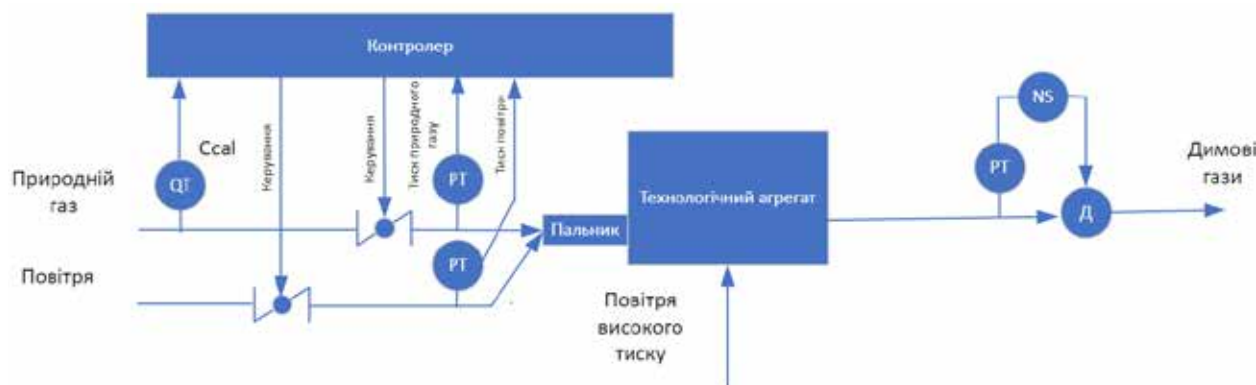 Контролер
Ccal
Керування
Керування
Тиск природного
газу
Тиск повітря
Природній
газ
QT
PT
PT
Повітря
Пальник
Технологічний агрегат
Повітря
високого
тиску
NS
PT
Д
Димові
гази